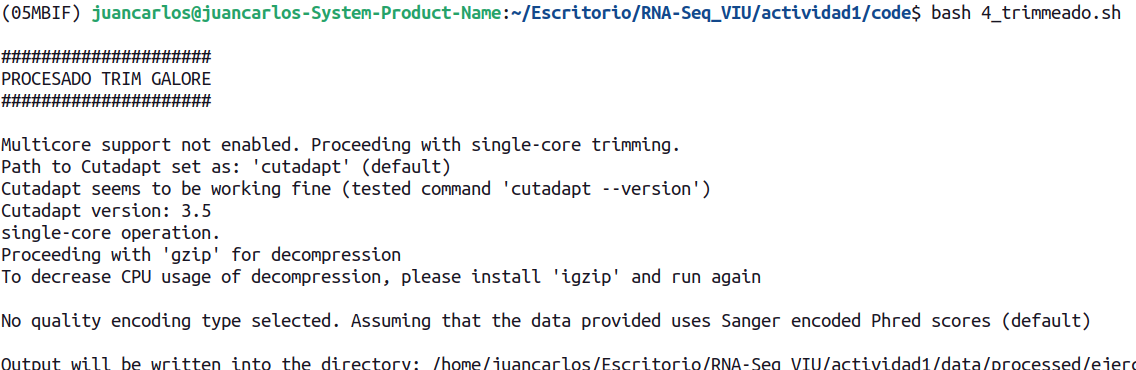 (05MBIF) juancarlos@juancarlos-System-Product-Name:~/Escritorio/RNA-Seq_VIU/actividad1/code$ bash 4_trimmeado.sh
#####################
PROCESADO TRIM GALORE
#####################
Multicore support not enabled. Proceeding with single-core trimming.
Path to Cutadapt set as: 'cutadapt' (default)
Cutadapt seems to be working fine (tested command 'cutadapt --version')
Cutadapt version: 3.5
single-core operation.
Proceeding with 'gzip' for decompression
To decrease CPU usage of decompression, please install 'igzip' and run again
No quality encoding type selected. Assuming that the data provided uses Sanger encoded Phred scores (default)
Output will be written into the directory: /home/juancarlos/Escritorio/RNA-Seq_VIU/actividad1/data/processed/ejerc